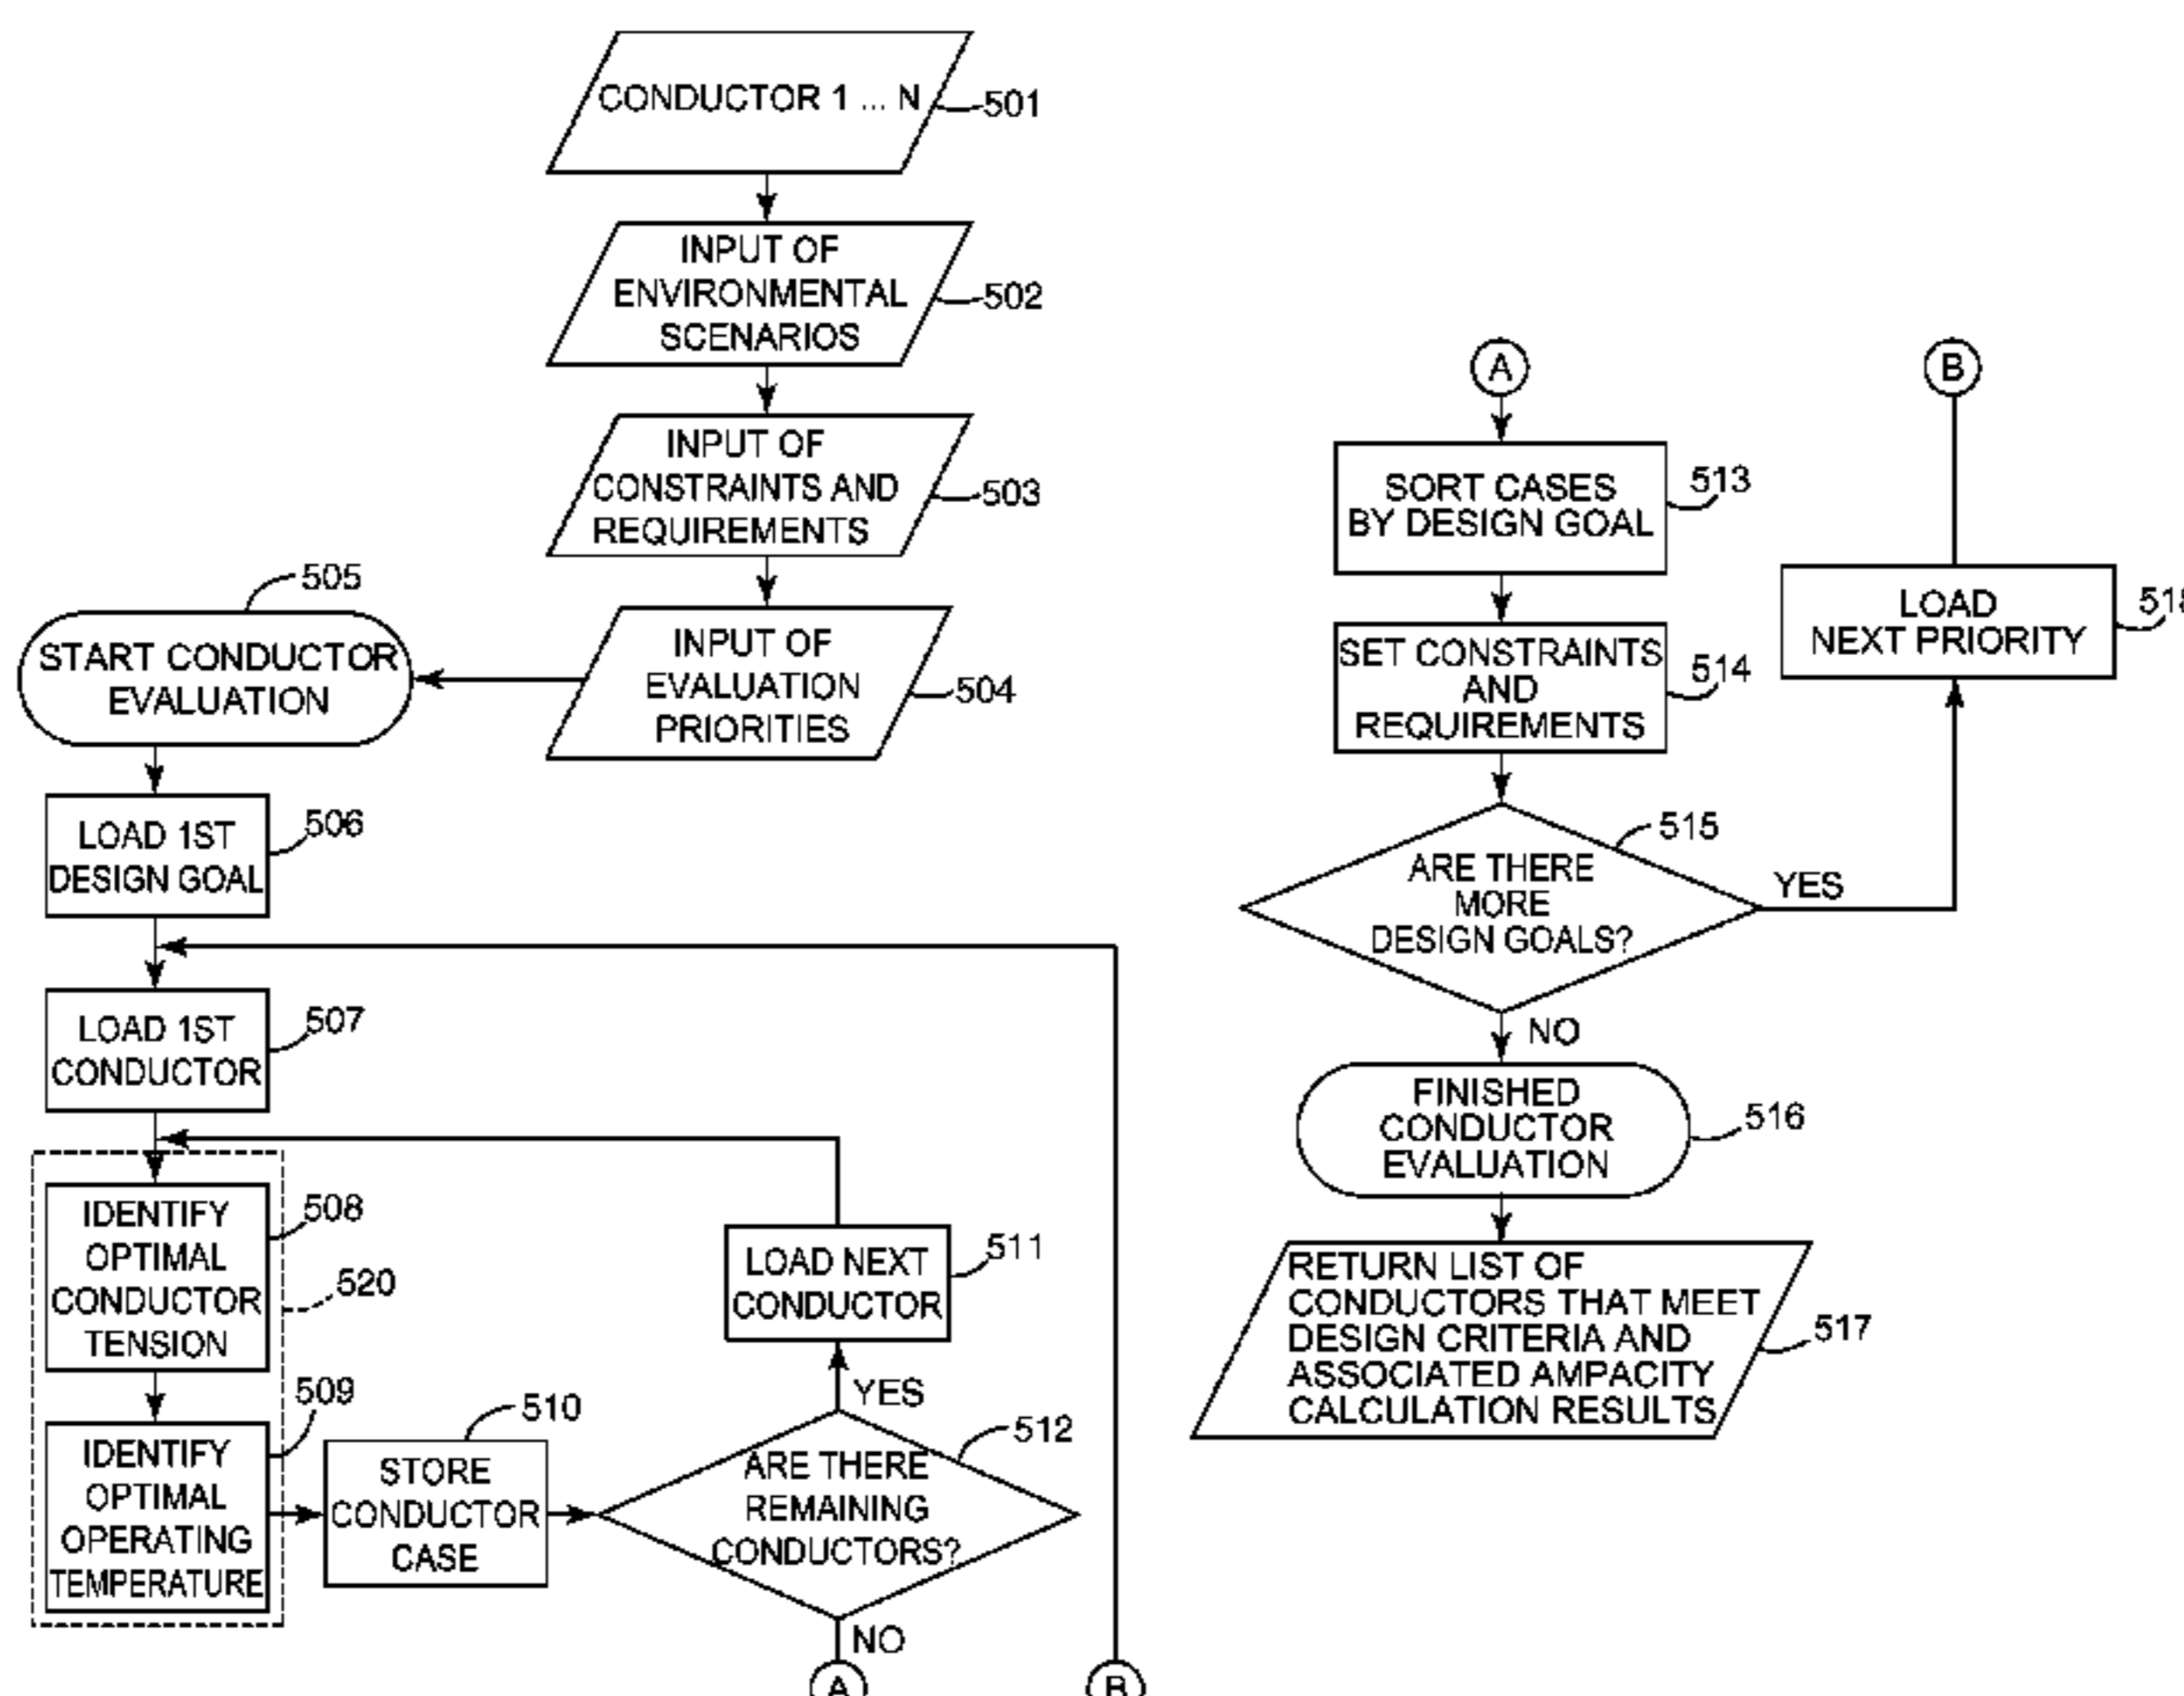 CONDUCTOR 1 ... N
501
INPUT OF
ENVIRONMENTAL
SCENARIOS
502
INPUT OF
CONSTRAINTS AND
REQUIREMENTS
503
INPUT OF
EVALUATION
PRIORITIES
504
505
START CONDUCTOR
EVALUATION
LOAD 1ST
DESIGN GOAL
506
LOAD 1ST
CONDUCTOR
507
IDENTIFY
OPTIMAL
CONDUCTOR
TENSION
508
520
IDENTIFY
OPTIMAL
OPERATING
TEMPERATURE
509
510
STORE
CONDUCTOR
CASE
LOAD NEXT
CONDUCTOR
511
YES
ARE THERE
REMAINING
CONDUCTORS?
512
NO
A
B
A
SORT CASES
BY DESIGN GOAL
513
SET CONSTRAINTS
AND
REQUIREMENTS
514
ARE THERE
MORE
DESIGN GOALS?
515
YES
B
LOAD
NEXT PRIORITY
518
NO
FINISHED
CONDUCTOR
EVALUATION
516
RETURN LIST OF
CONDUCTORS THAT MEET
DESIGN CRITERIA AND
ASSOCIATED AMPACITY
CALCULATION RESULTS
517